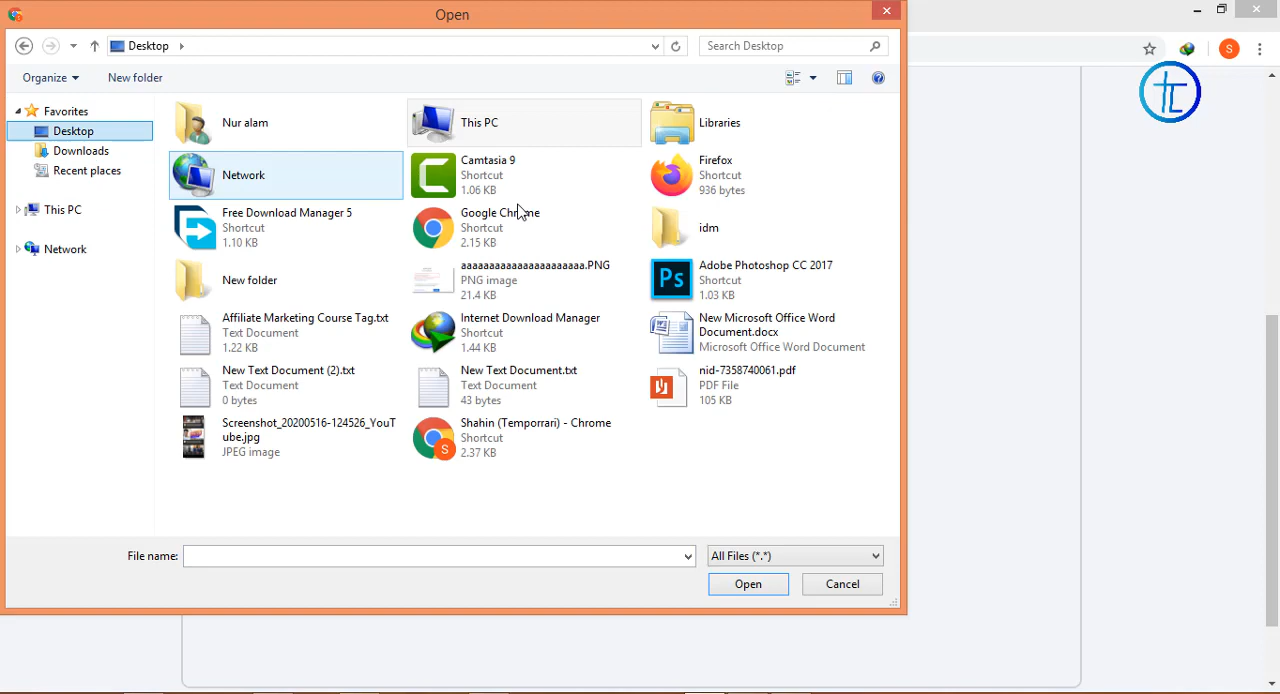 Open
Desktop
Search Desktop
Organize
New folder
Favorites
Desktop
Downloads
Recent places
This PC
Network
Nur alam
This PC
Libraries
Network
Camtasia 9
Shortcut
1.06 KB
Firefox
Shortcut
936 bytes
Free Download Manager 5
Shortcut
1.10 KB
Google Chrome
Shortcut
2.15 KB
idm
New folder
aaaaaaaaaaaaaaaaaaaaaa.PNG
PNG image
21.4 KB
Ps
Adobe Photoshop CC 2017
Shortcut
1.03 KB
Affiliate Marketing Course Tag.txt
Text Document
1.22 KB
Internet Download Manager
Shortcut
1.44 KB
New Microsoft Office Word
Document.docx
Microsoft Office Word Document
New Text Document (2).txt
Text Document
0 bytes
New Text Document.txt
Text Document
43 bytes
nid-7358740061.pdf
PDF File
105 KB
Screenshot_20200516-124526_YouT
ube.jpg
JPEG image
S
Shahin (Temporrari) - Chrome
Shortcut
2.37 KB
File name:
All Files (*.*)
Open
Cancel
S